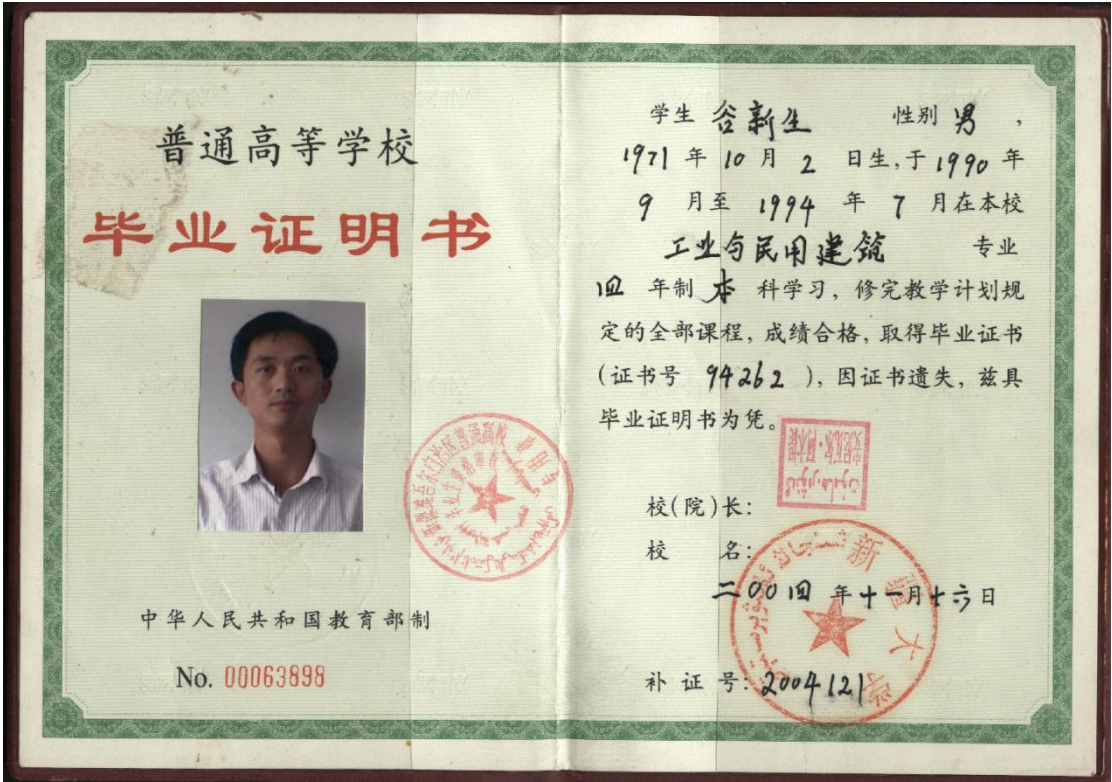 普通高等学校
毕业证明书
中华人民共和国教育部制
No. 00063898
学生 谷新生 性别 男，
1971 年 10 月 2 日生,于 1990 年
9 月至 1994 年 7 月在本校
工业与民用建筑 专业
四 年制 本 科学习，修完教学计划规
定的全部课程，成绩合格，取得毕业证书
(证书号 94262 )，因证书遗失，兹具
毕业证明书为凭。
校(院)长：
校 名：
新疆大学
二00四 年十一月十六日
补 证 号：2004121